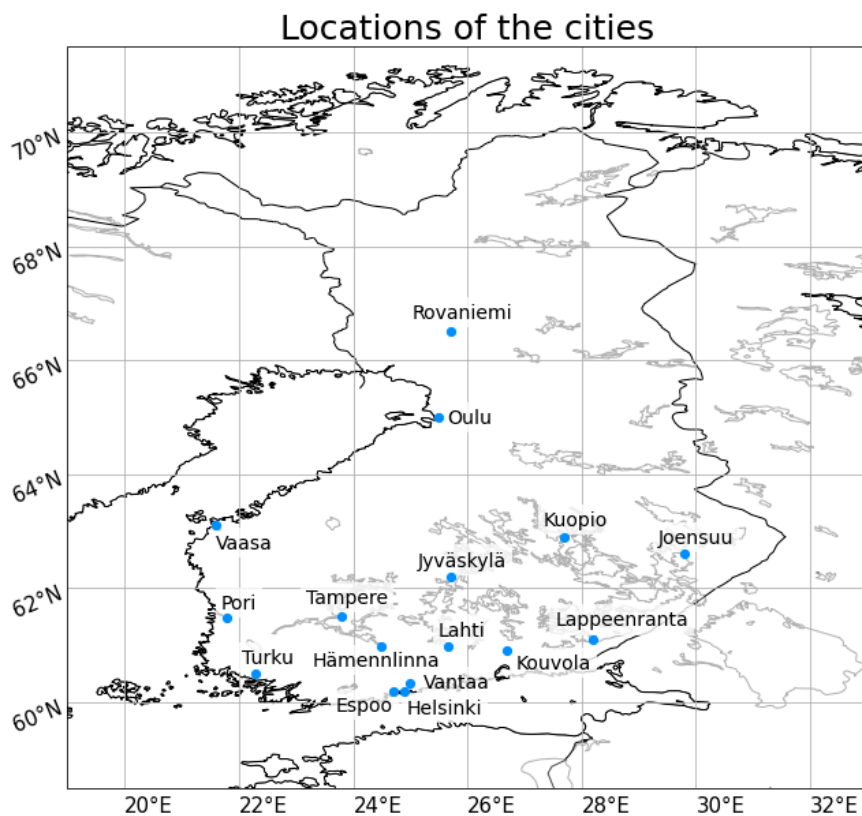 Locations of the cities
70°N
68°N
Rovaniemi
66°N
Oulu
64°N
Kuopio
Vaasa
Joensuu
Jyväskylä
62°N
Pori
Tampere
Lappeenranta
Lahti
Turku
Hämennlinna
Kouvola
Vantaa
60°N
Espoo
Helsinki
20°E
22°E
24°E
26°E
28°E
30°E
32°E